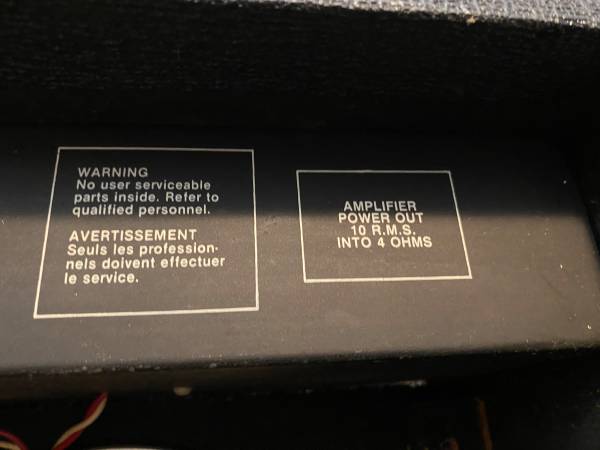 WARNING
No user serviceable
parts inside. Refer to
qualified personnel.
AVERTISSEMENT
Seuls les profession-
nels doivent effectuer
le service.
AMPLIFIER
POWER OUT
10 R.M.S.
INTO 4 OHMS